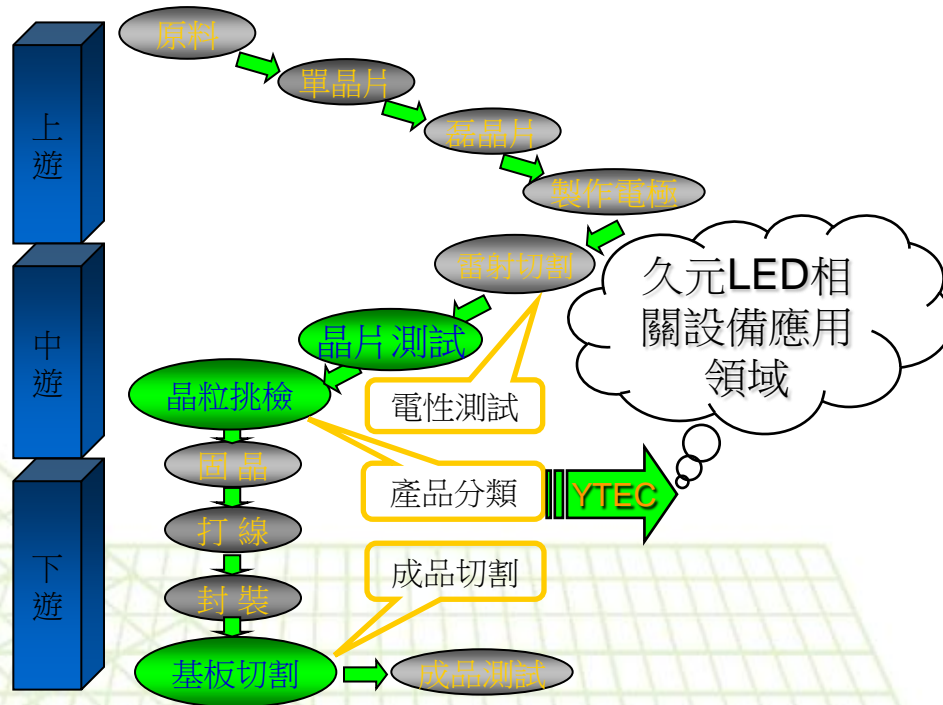 原料
單晶片
磊晶片
製作電極
上
遊
雷射切割
久元LED相
關設備應用
領域
中
遊
晶片測試
晶粒挑檢
電性測試
固 晶
產品分類
YTEC
打 線
下
遊
成品切割
封 裝
基板切割
成品測試